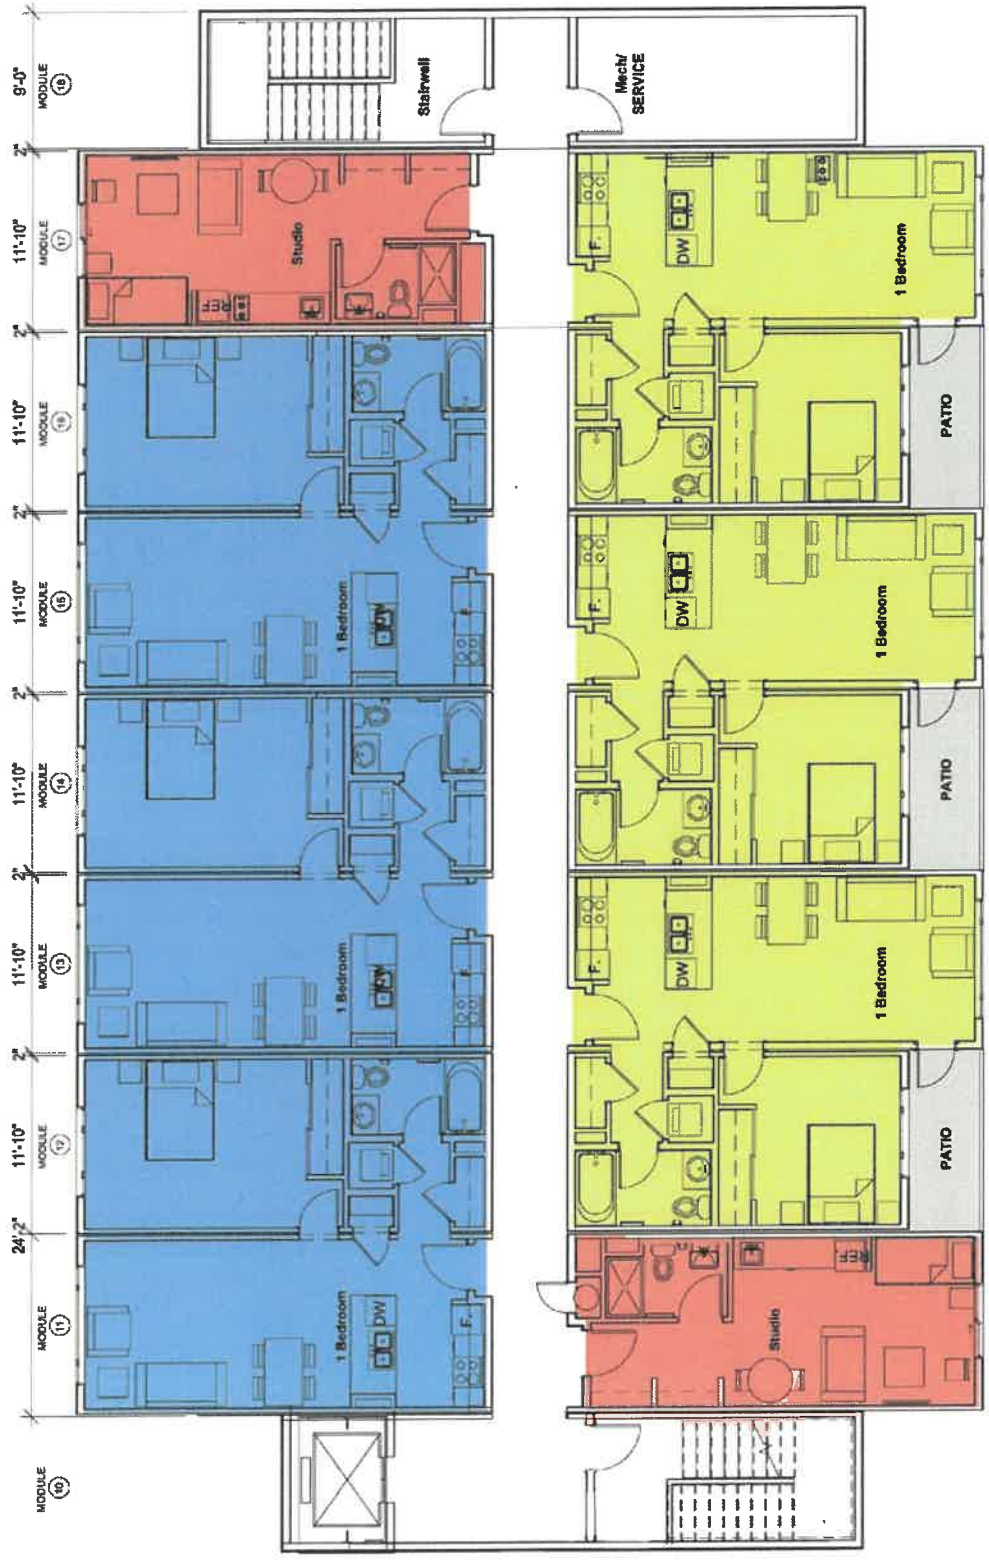 9'-0"
MODULE
18
2"
11'-10"
MODULE
17
2"
11'-10"
MODULE
16
2"
11'-10"
MODULE
15
2"
11'-10"
MODULE
14
2"
11'-10"
MODULE
13
2"
11'-10"
MODULE
12
2"
24'
MODULE
11
MODULE
10
Stairwell
Mech/
SERVICE
Studio
REF
1 Bedroom
F.
DW
1 Bedroom
PATIO
1 Bedroom
F.
DW
1 Bedroom
PATIO
1 Bedroom
DW
F.
F.
DW
1 Bedroom
PATIO
Studio
REF